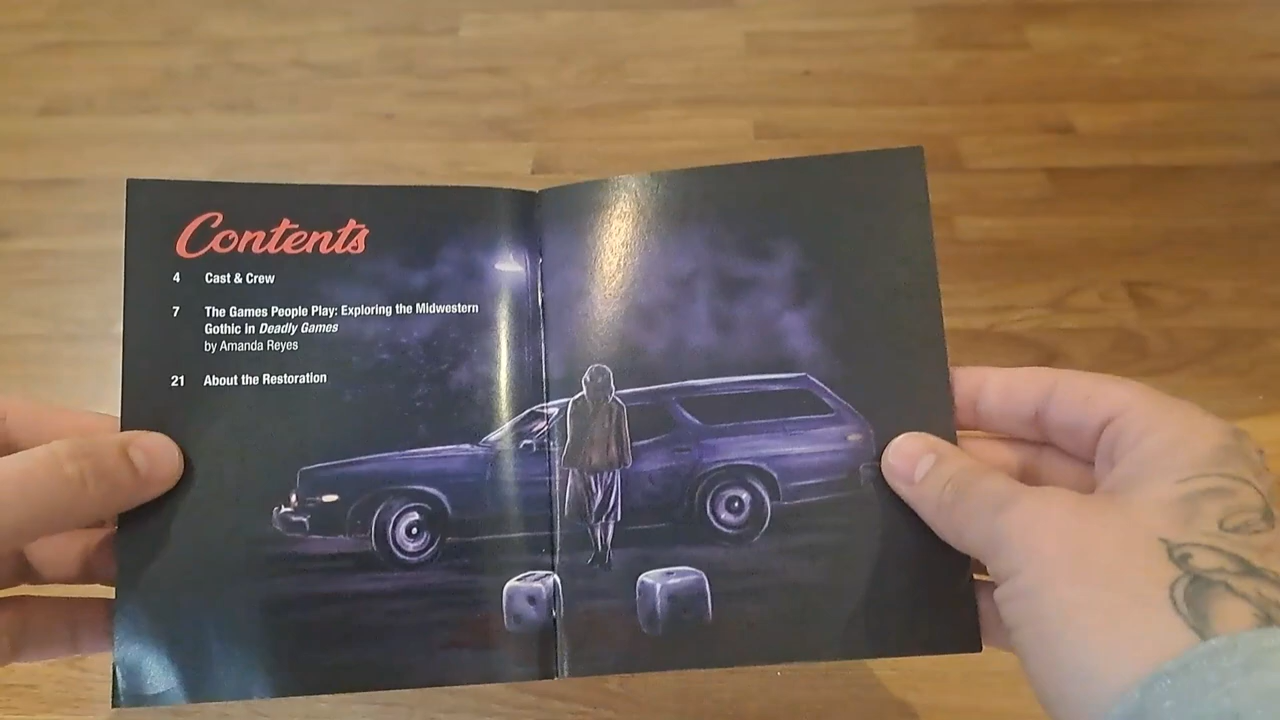 Contents
4 Cast & Crew
7 The Games People Play: Exploring the Midwestern
Gothic in Deadly Games
by Amanda Reyes
21 About the Restoration